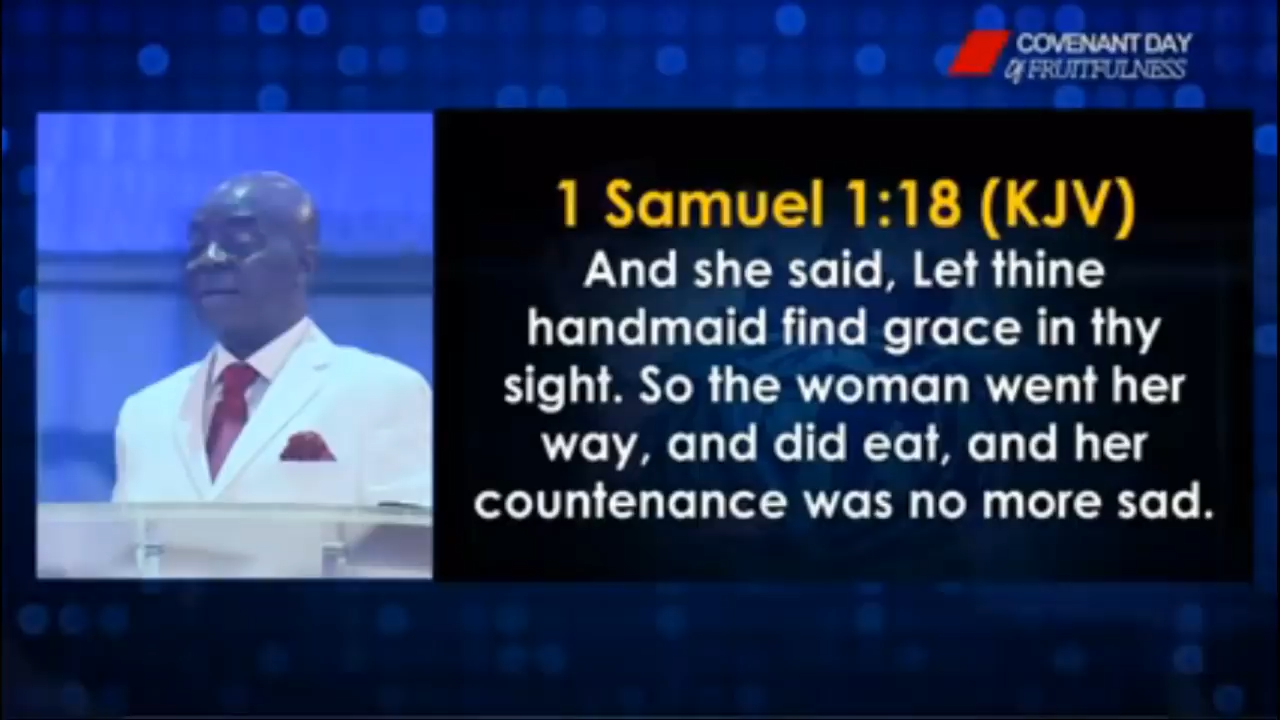 COVENANT DAY
Of FRUITFULNESS
1 Samuel 1:18 (KJV)
And she said, Let thine
handmaid find grace in thy
sight. So the woman went her
way, and did eat, and her
countenance was no more sad.